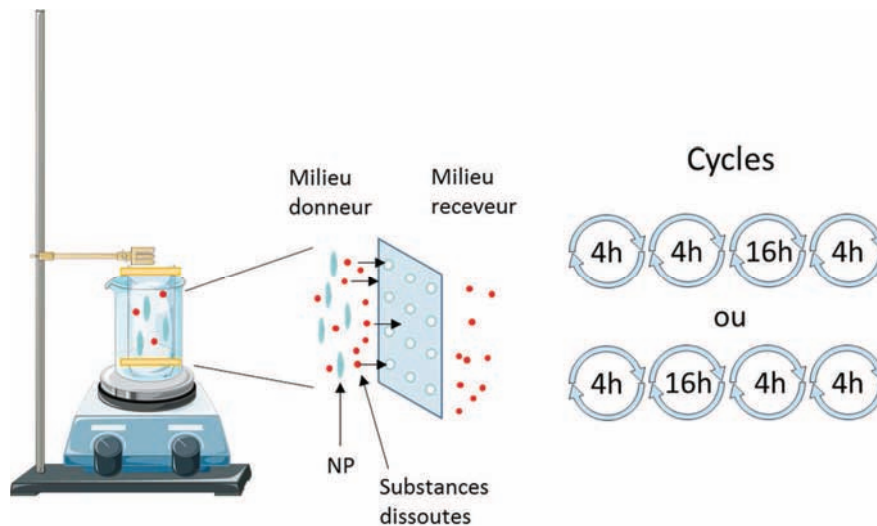 Milieu
donneur
Milieu
receveur
NP
Substances
dissoutes
Cycles
4h 4h 16h 4h
ou
4h 16h 4h 4h